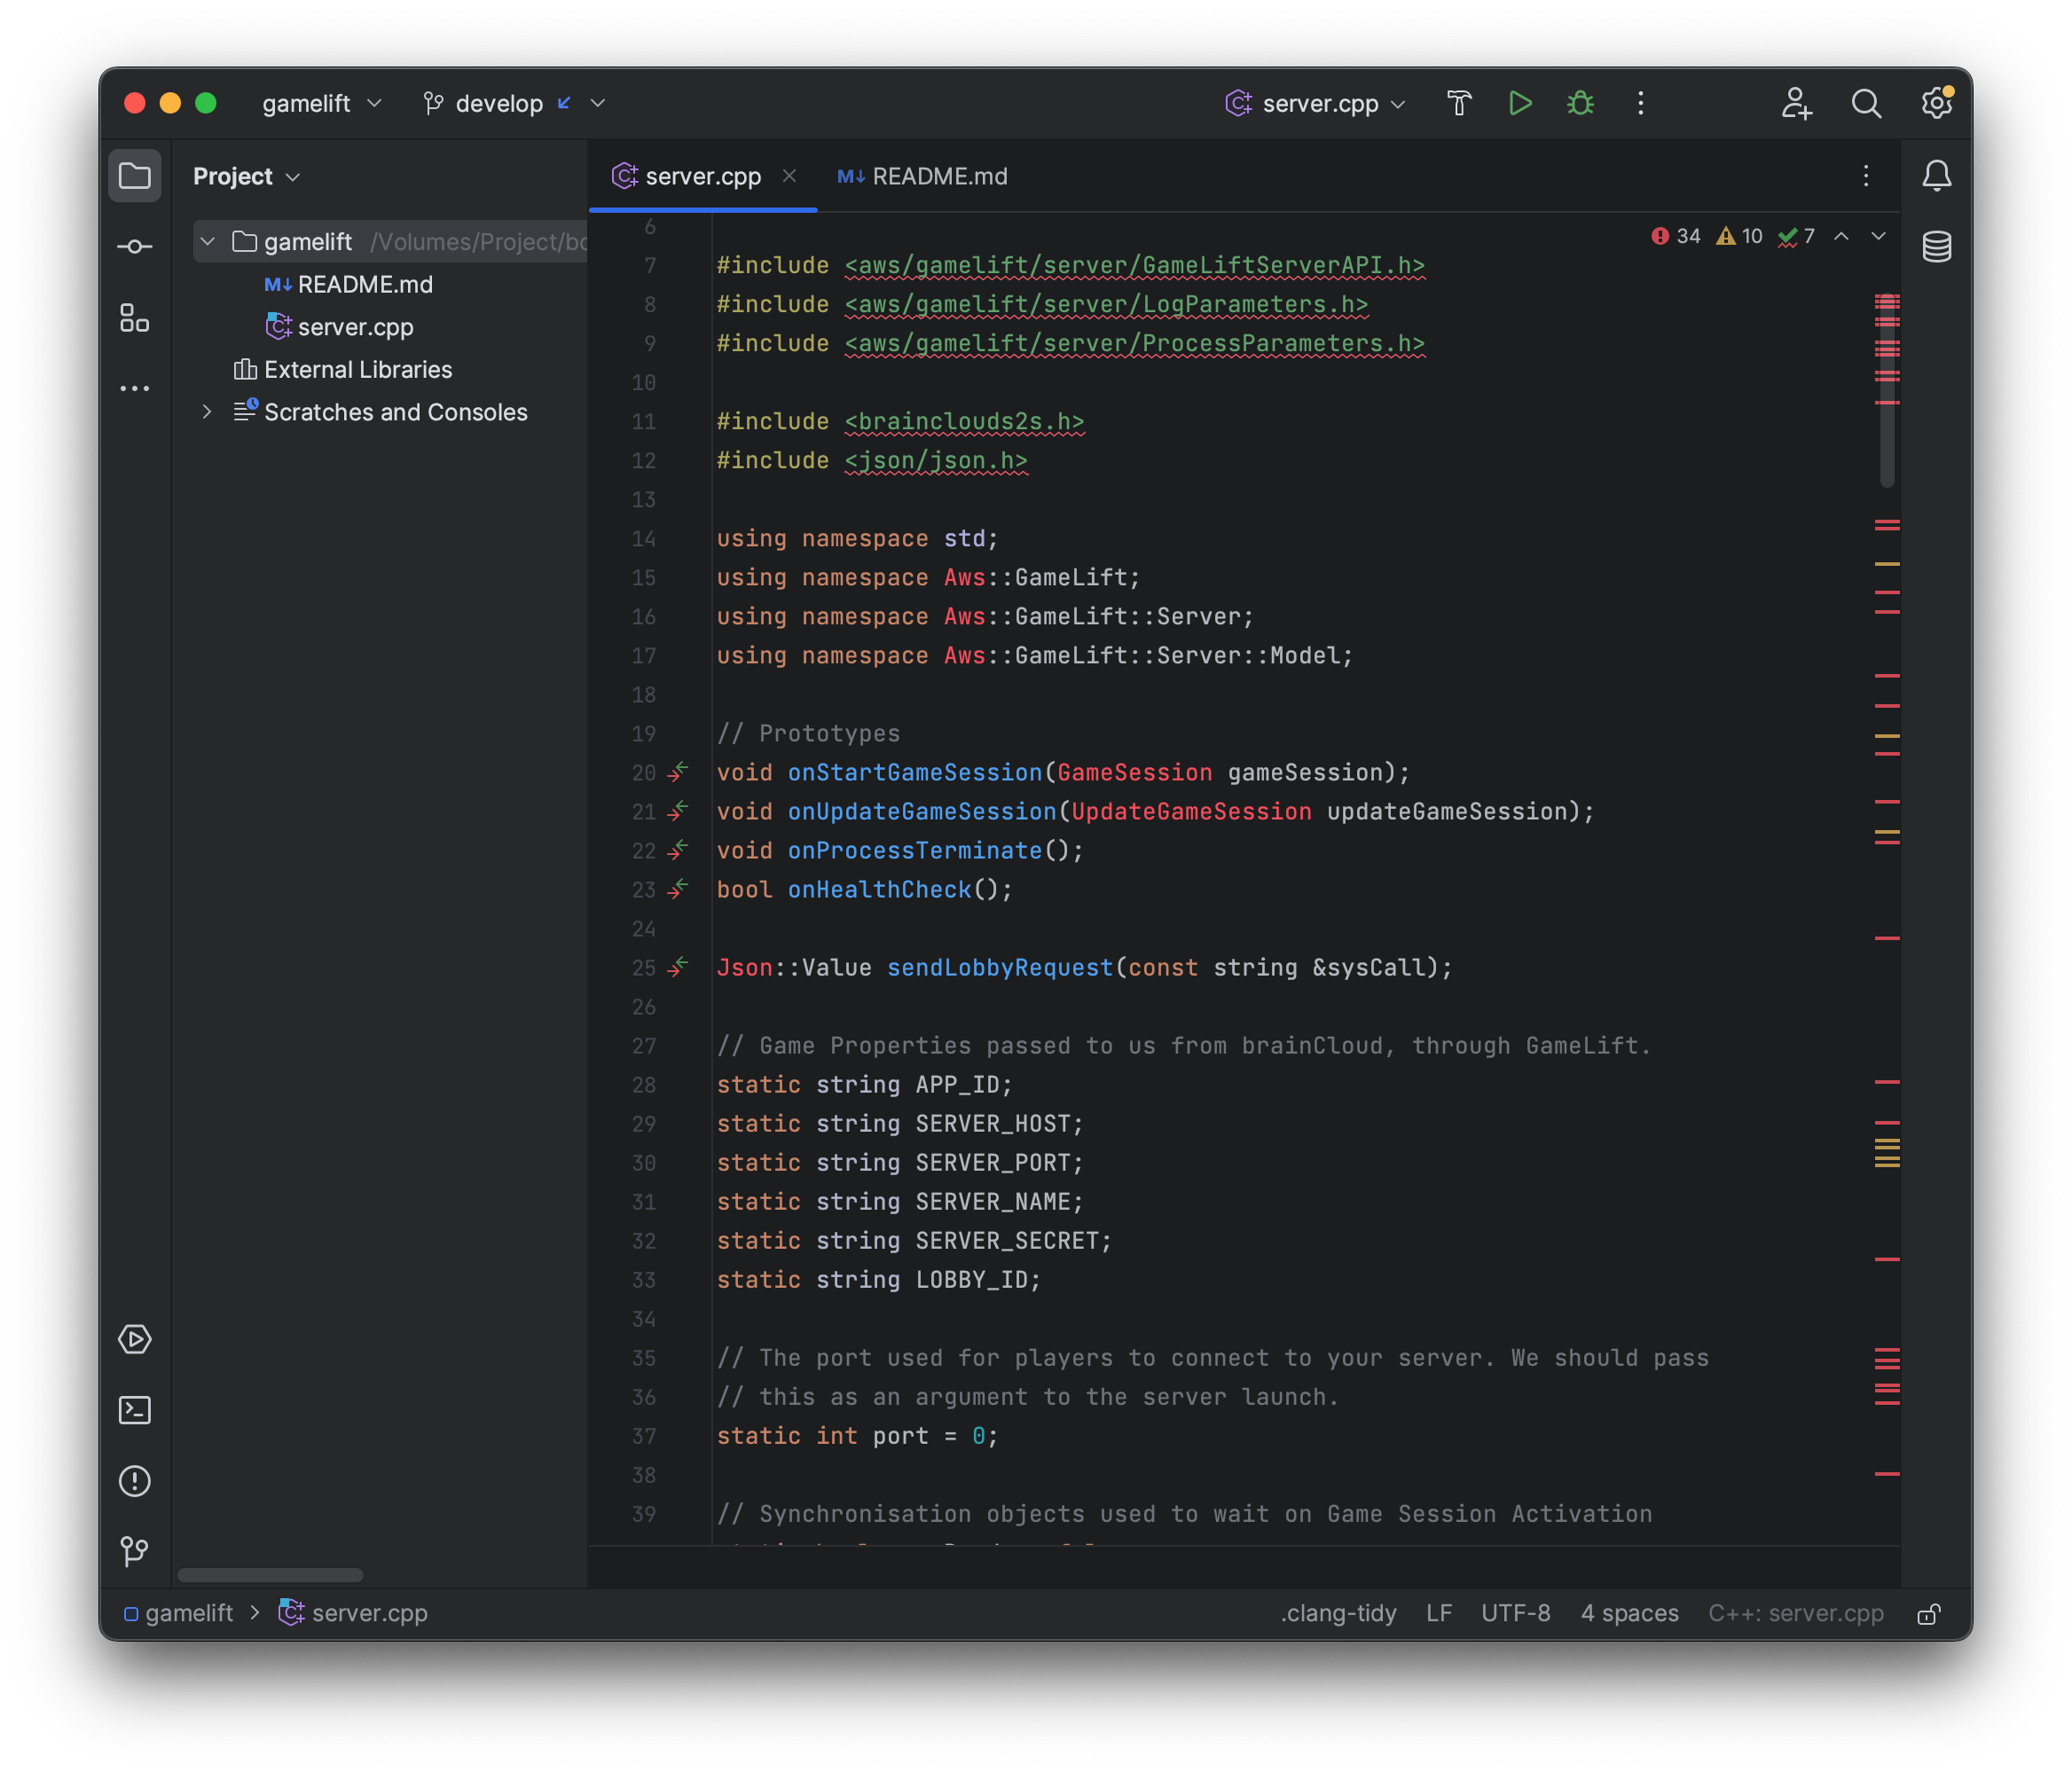 gamelift
develop
server.cpp
Project
server.cpp
M↓ README.md
gamelift /Volumes/Project/
M↓ README.md
server.cpp
External Libraries
Scratches and Consoles
34 10 7
6
7 #include <aws/gamelift/server/GameLiftServerAPI.h>
8 #include <aws/gamelift/server/LogParameters.h>
9 #include <aws/gamelift/server/ProcessParameters.h>
10
11 #include <brainclouds2s.h>
12 #include <json/json.h>
13
14 using namespace std;
15 using namespace Aws::GameLift;
16 using namespace Aws::GameLift::Server;
17 using namespace Aws::GameLift::Server::Model;
18
19 // Prototypes
20 void onStartGameSession(GameSession gameSession);
21 void onUpdateGameSession(UpdateGameSession updateGameSession);
22 void onProcessTerminate();
23 bool onHealthCheck();
24
25 Json::Value sendLobbyRequest(const string &sysCall);
26
27 // Game Properties passed to us from brainCloud, through GameLift.
28 static string APP_ID;
29 static string SERVER_HOST;
30 static string SERVER_PORT;
31 static string SERVER_NAME;
32 static string SERVER_SECRET;
33 static string LOBBY_ID;
34
35 // The port used for players to connect to your server. We should pass
36 // this as an argument to the server launch.
37 static int port = 0;
38
39 // Synchronisation objects used to wait on Game Session Activation
gamelift > server.cpp
.clang-tidy LF UTF-8 4 spaces C++: server.cpp